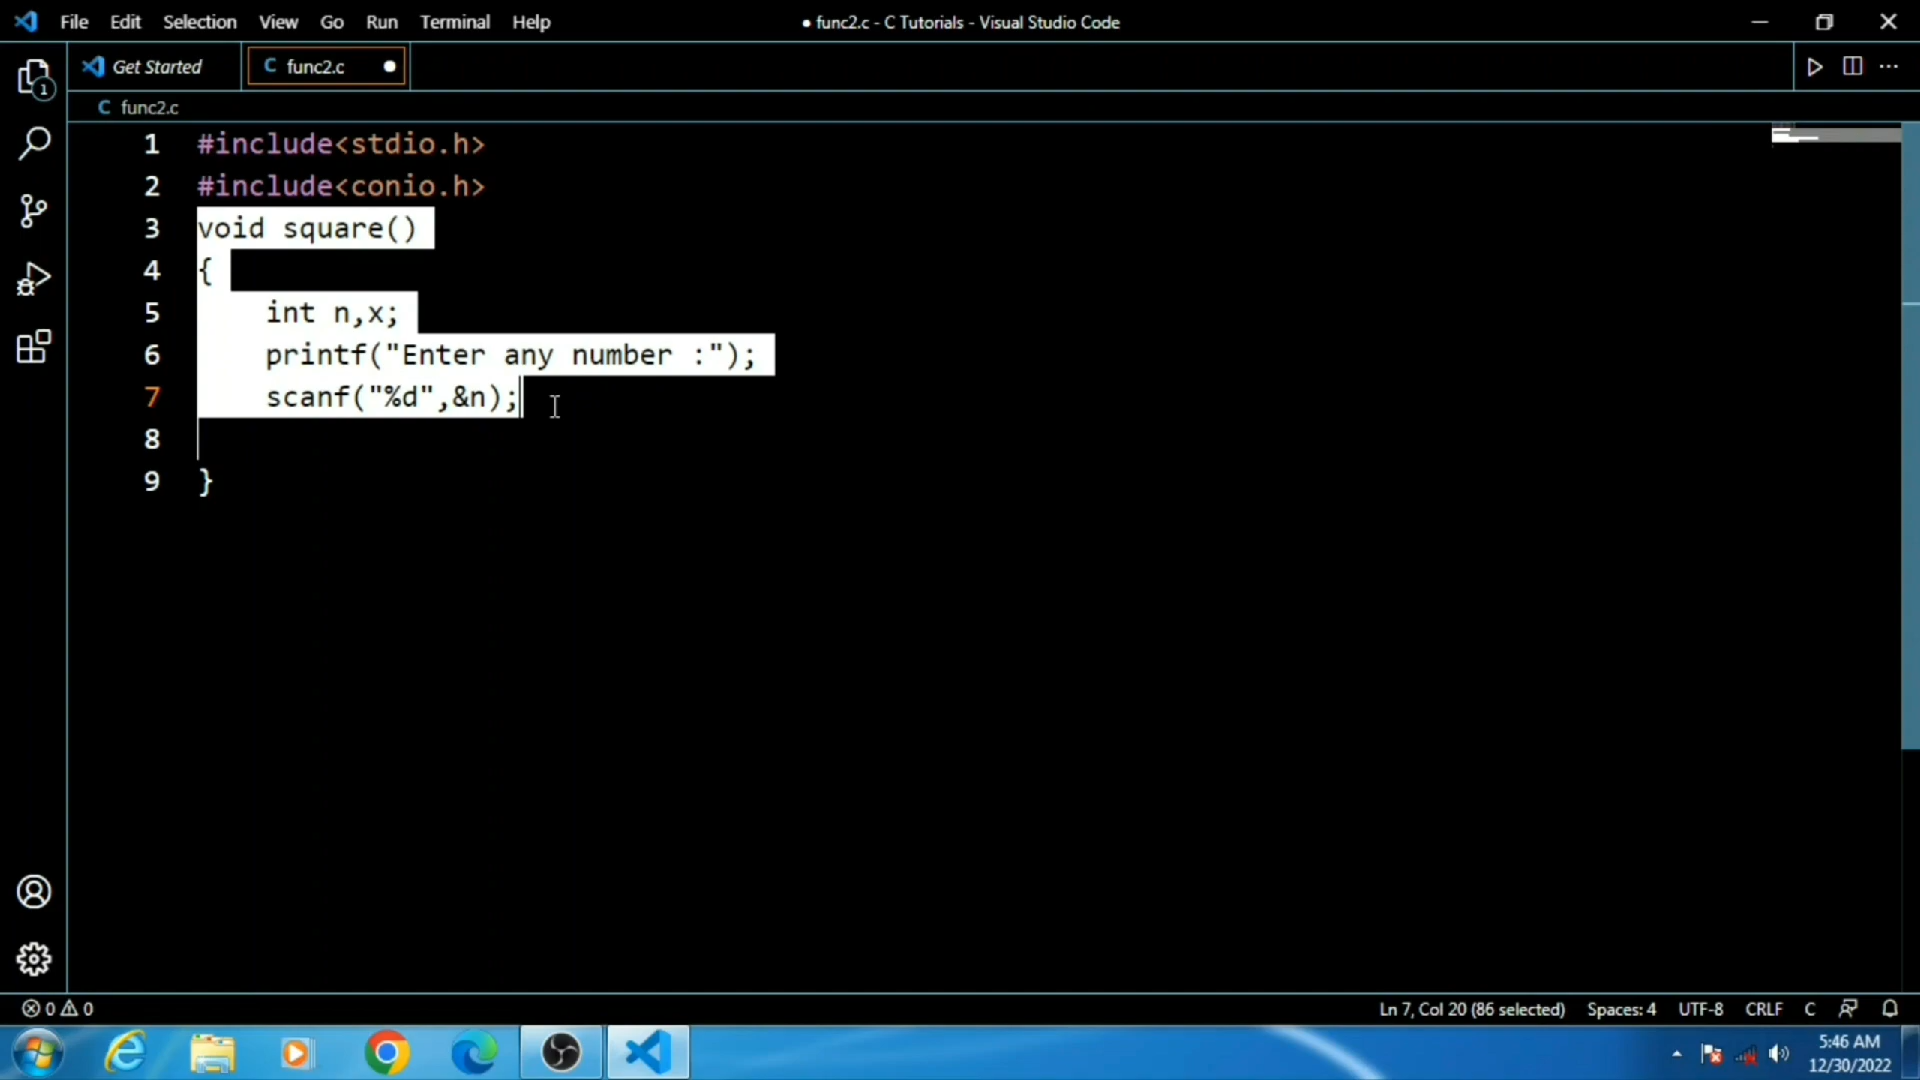 File Edit Selection View Go Run Terminal Help
● func2.c - C Tutorials - Visual Studio Code
Get Started
C func2.c ●
C func2.c
1 #include<stdio.h>
2 #include<conio.h>
3 void square()
4 {
5 int n,x;
6 printf("Enter any number :");
7 scanf("%d",&n);
8
9 }
1
0 0
Ln 7, Col 20 (86 selected) Spaces: 4 UTF-8 CRLF C
5:46 AM
12/30/2022